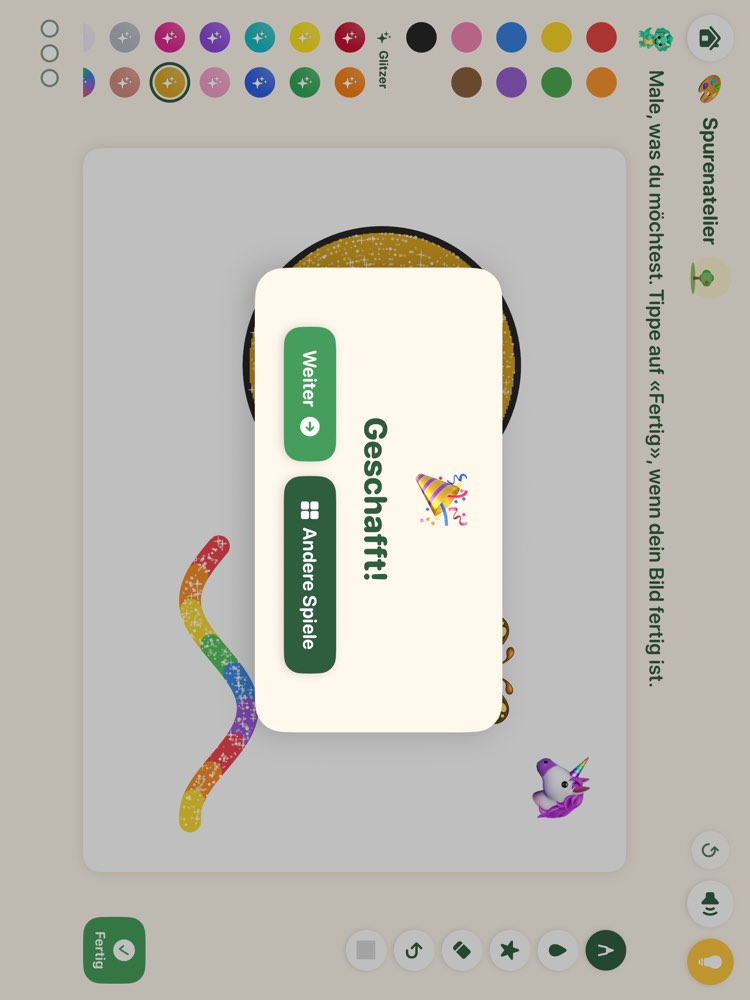 Spurenatelier
Male, was du möchtest. Tippe auf «Fertig», wenn dein Bild fertig ist.
Glitzer
Geschafft!
Weiter
Andere Spiele
Fertig